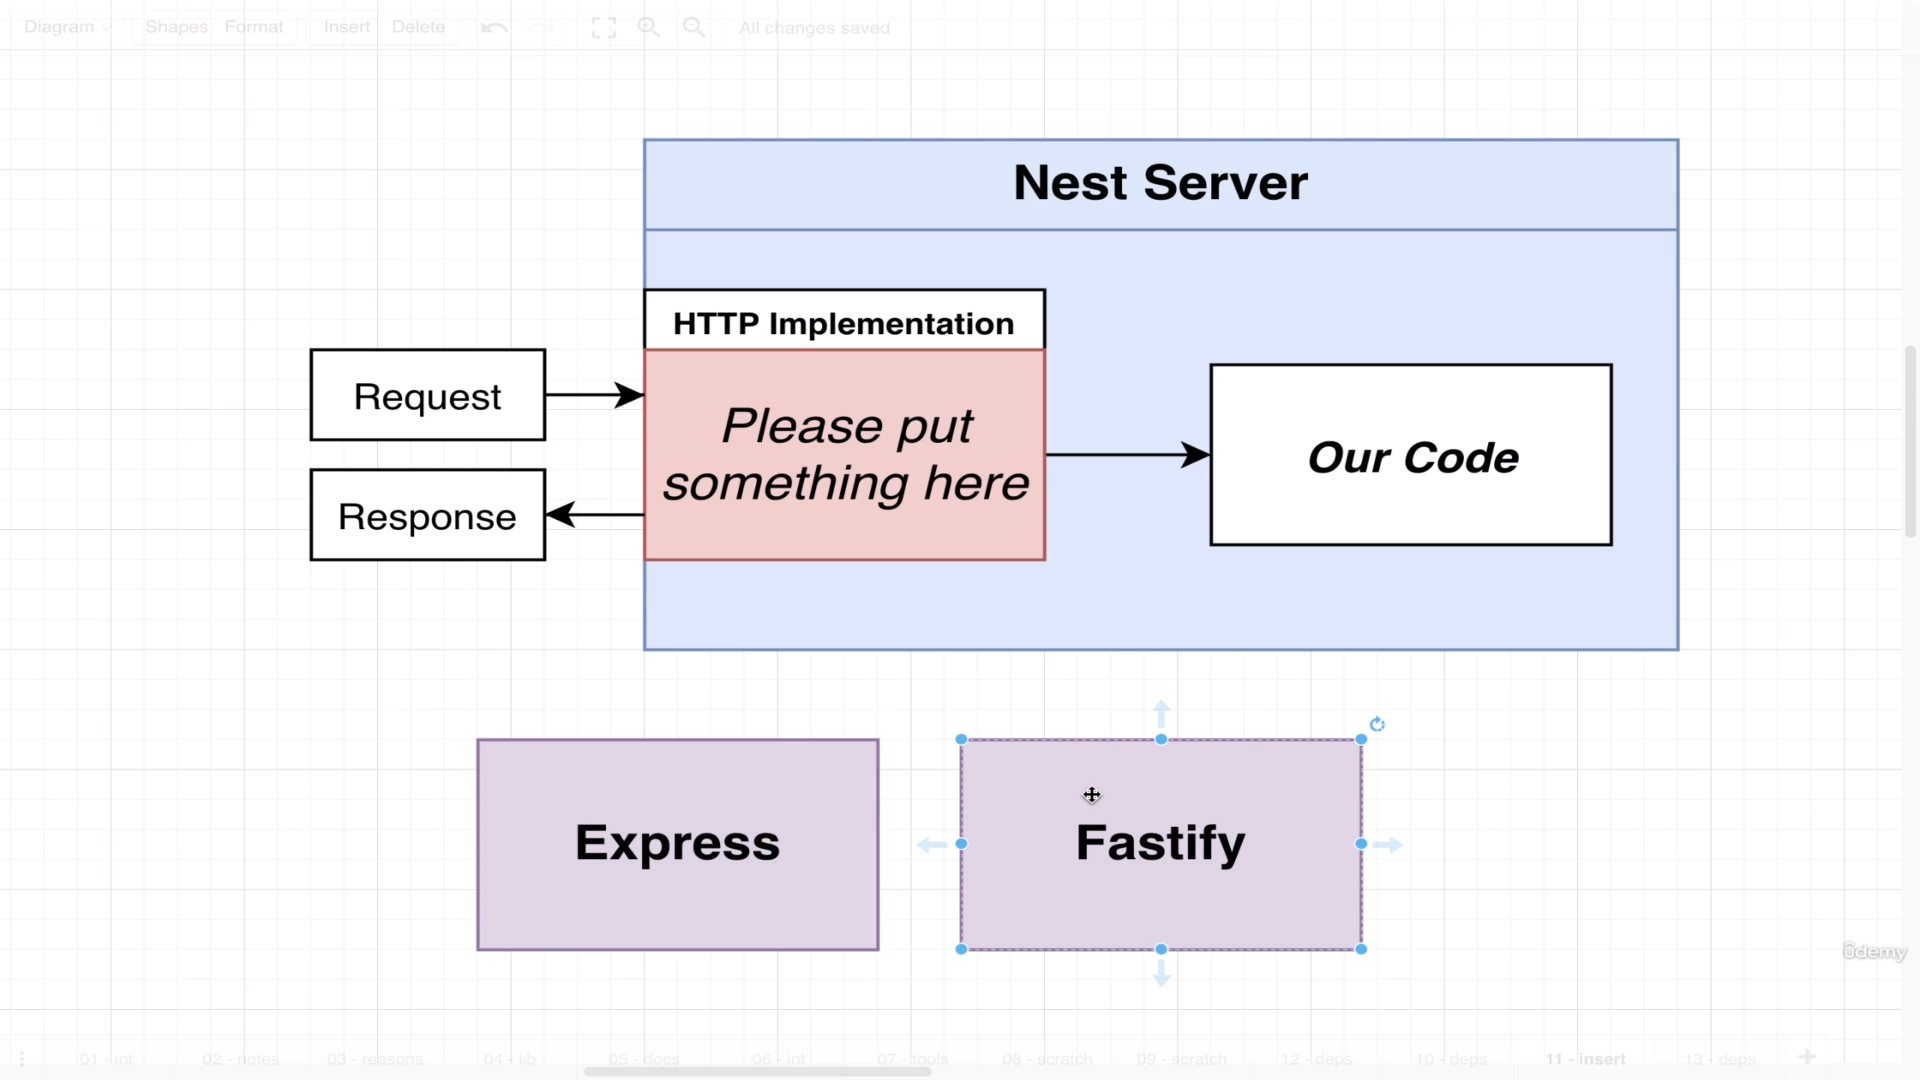 Diagram
Shapes Format
Insert Delete
All changes saved
Nest Server
HTTP Implementation
Request
Please put
something here
Our Code
Response
Express
Fastify
ûdemy
01 - int
02 - notes
03 - reasons
04 - lib
05 - docs
06 - int
07 - tools
08 - scratch
09 - scratch
12 - deps
10 - deps
11 - insert
13 - deps